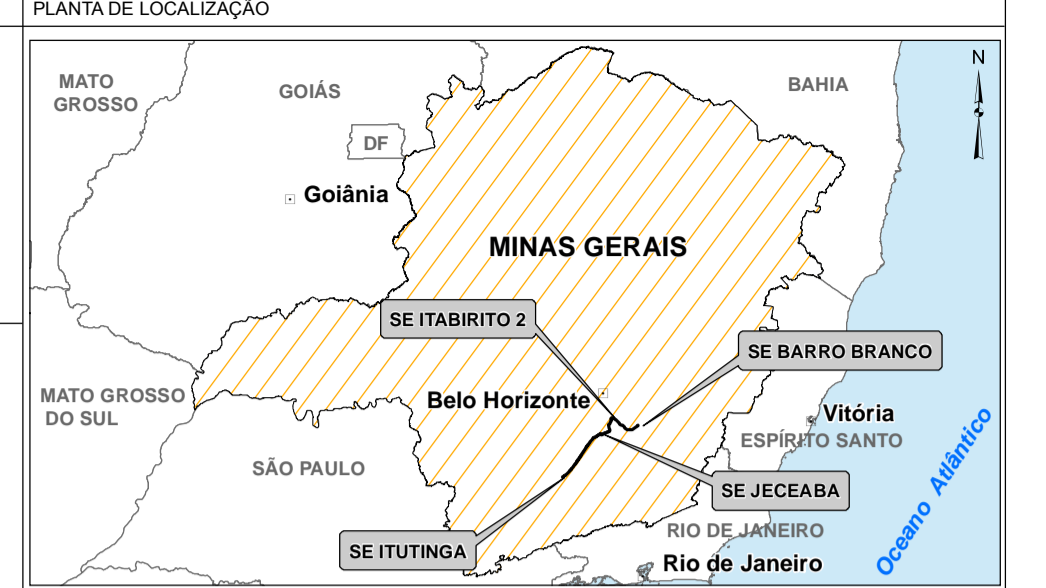 PLANTA DE LOCALIZAÇÃO
N
MATO
GROSSO
GOIÁS
BAHIA
DF
Goiânia
MINAS GERAIS
SE ITABIRITO 2
SE BARRO BRANCO
MATO GROSSO
DO SUL
Belo Horizonte
Vitória
ESPÍRITO SANTO
SÃO PAULO
SE JECEABA
Oceano Atlântico
SE ITUTINGA
RIO DE JANEIRO
Rio de Janeiro